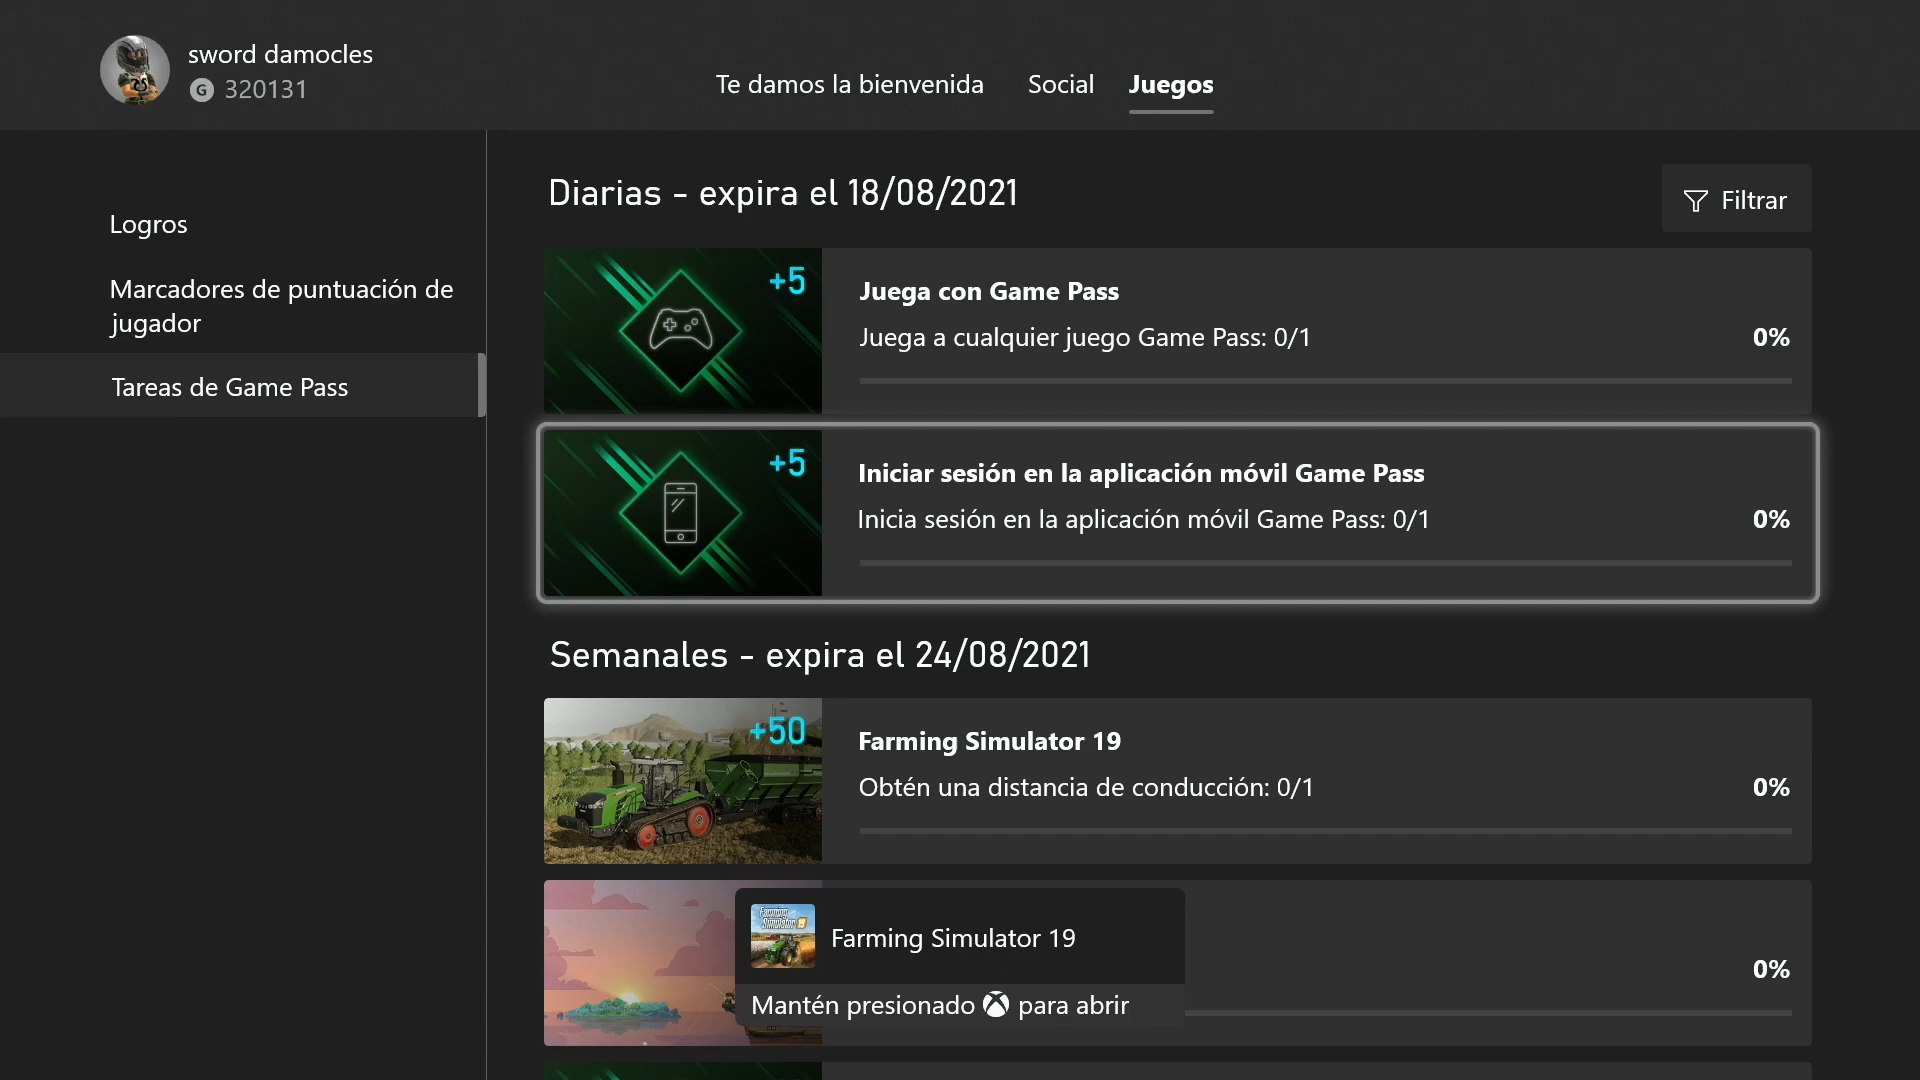 sword damocles
G 320131
Te damos la bienvenida
Social
Juegos
Logros
Marcadores de puntuación de
jugador
Tareas de Game Pass
Diarias - expira el 18/08/2021
Filtrar
+5
Juega con Game Pass
Juega a cualquier juego Game Pass: 0/1
0%
+5
Iniciar sesión en la aplicación móvil Game Pass
Inicia sesión en la aplicación móvil Game Pass: 0/1
0%
Semanales - expira el 24/08/2021
+50
Farming Simulator 19
Obtén una distancia de conducción: 0/1
0%
Farming
Simulator 19
Farming Simulator 19
0%
Mantén presionado para abrir